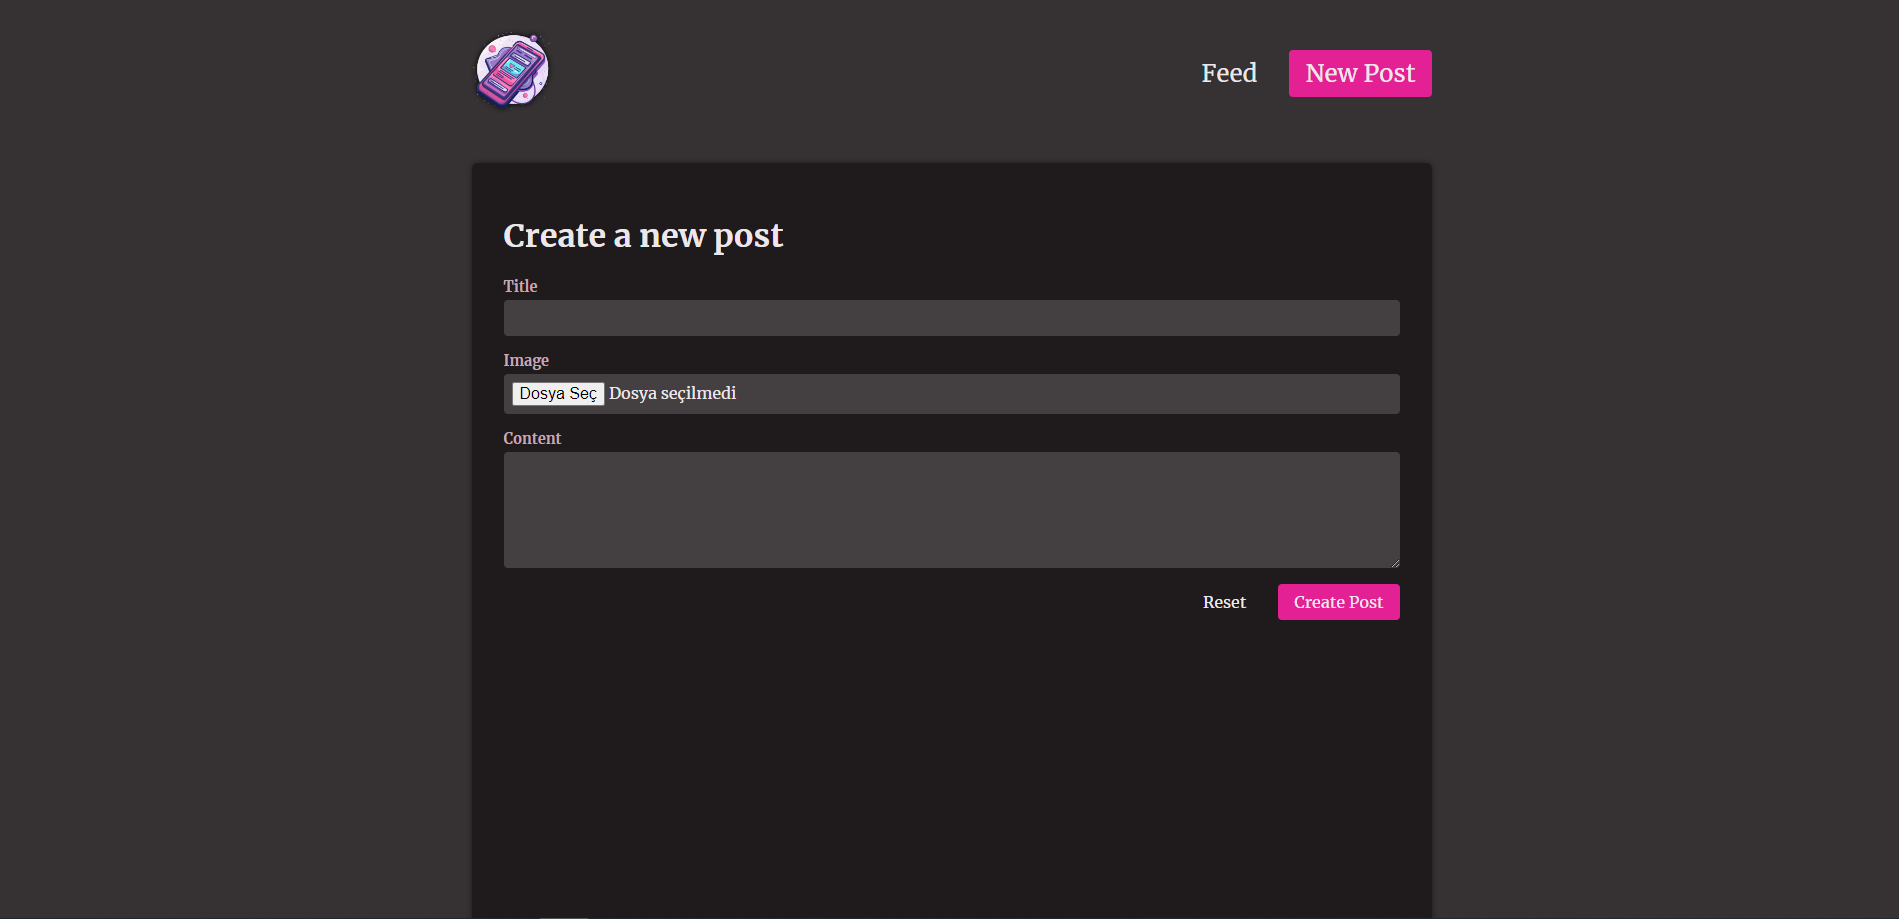 Feed
New Post
Create a new post
Title
Image
Dosya Seç Dosya seçilmedi
Content
Reset
Create Post